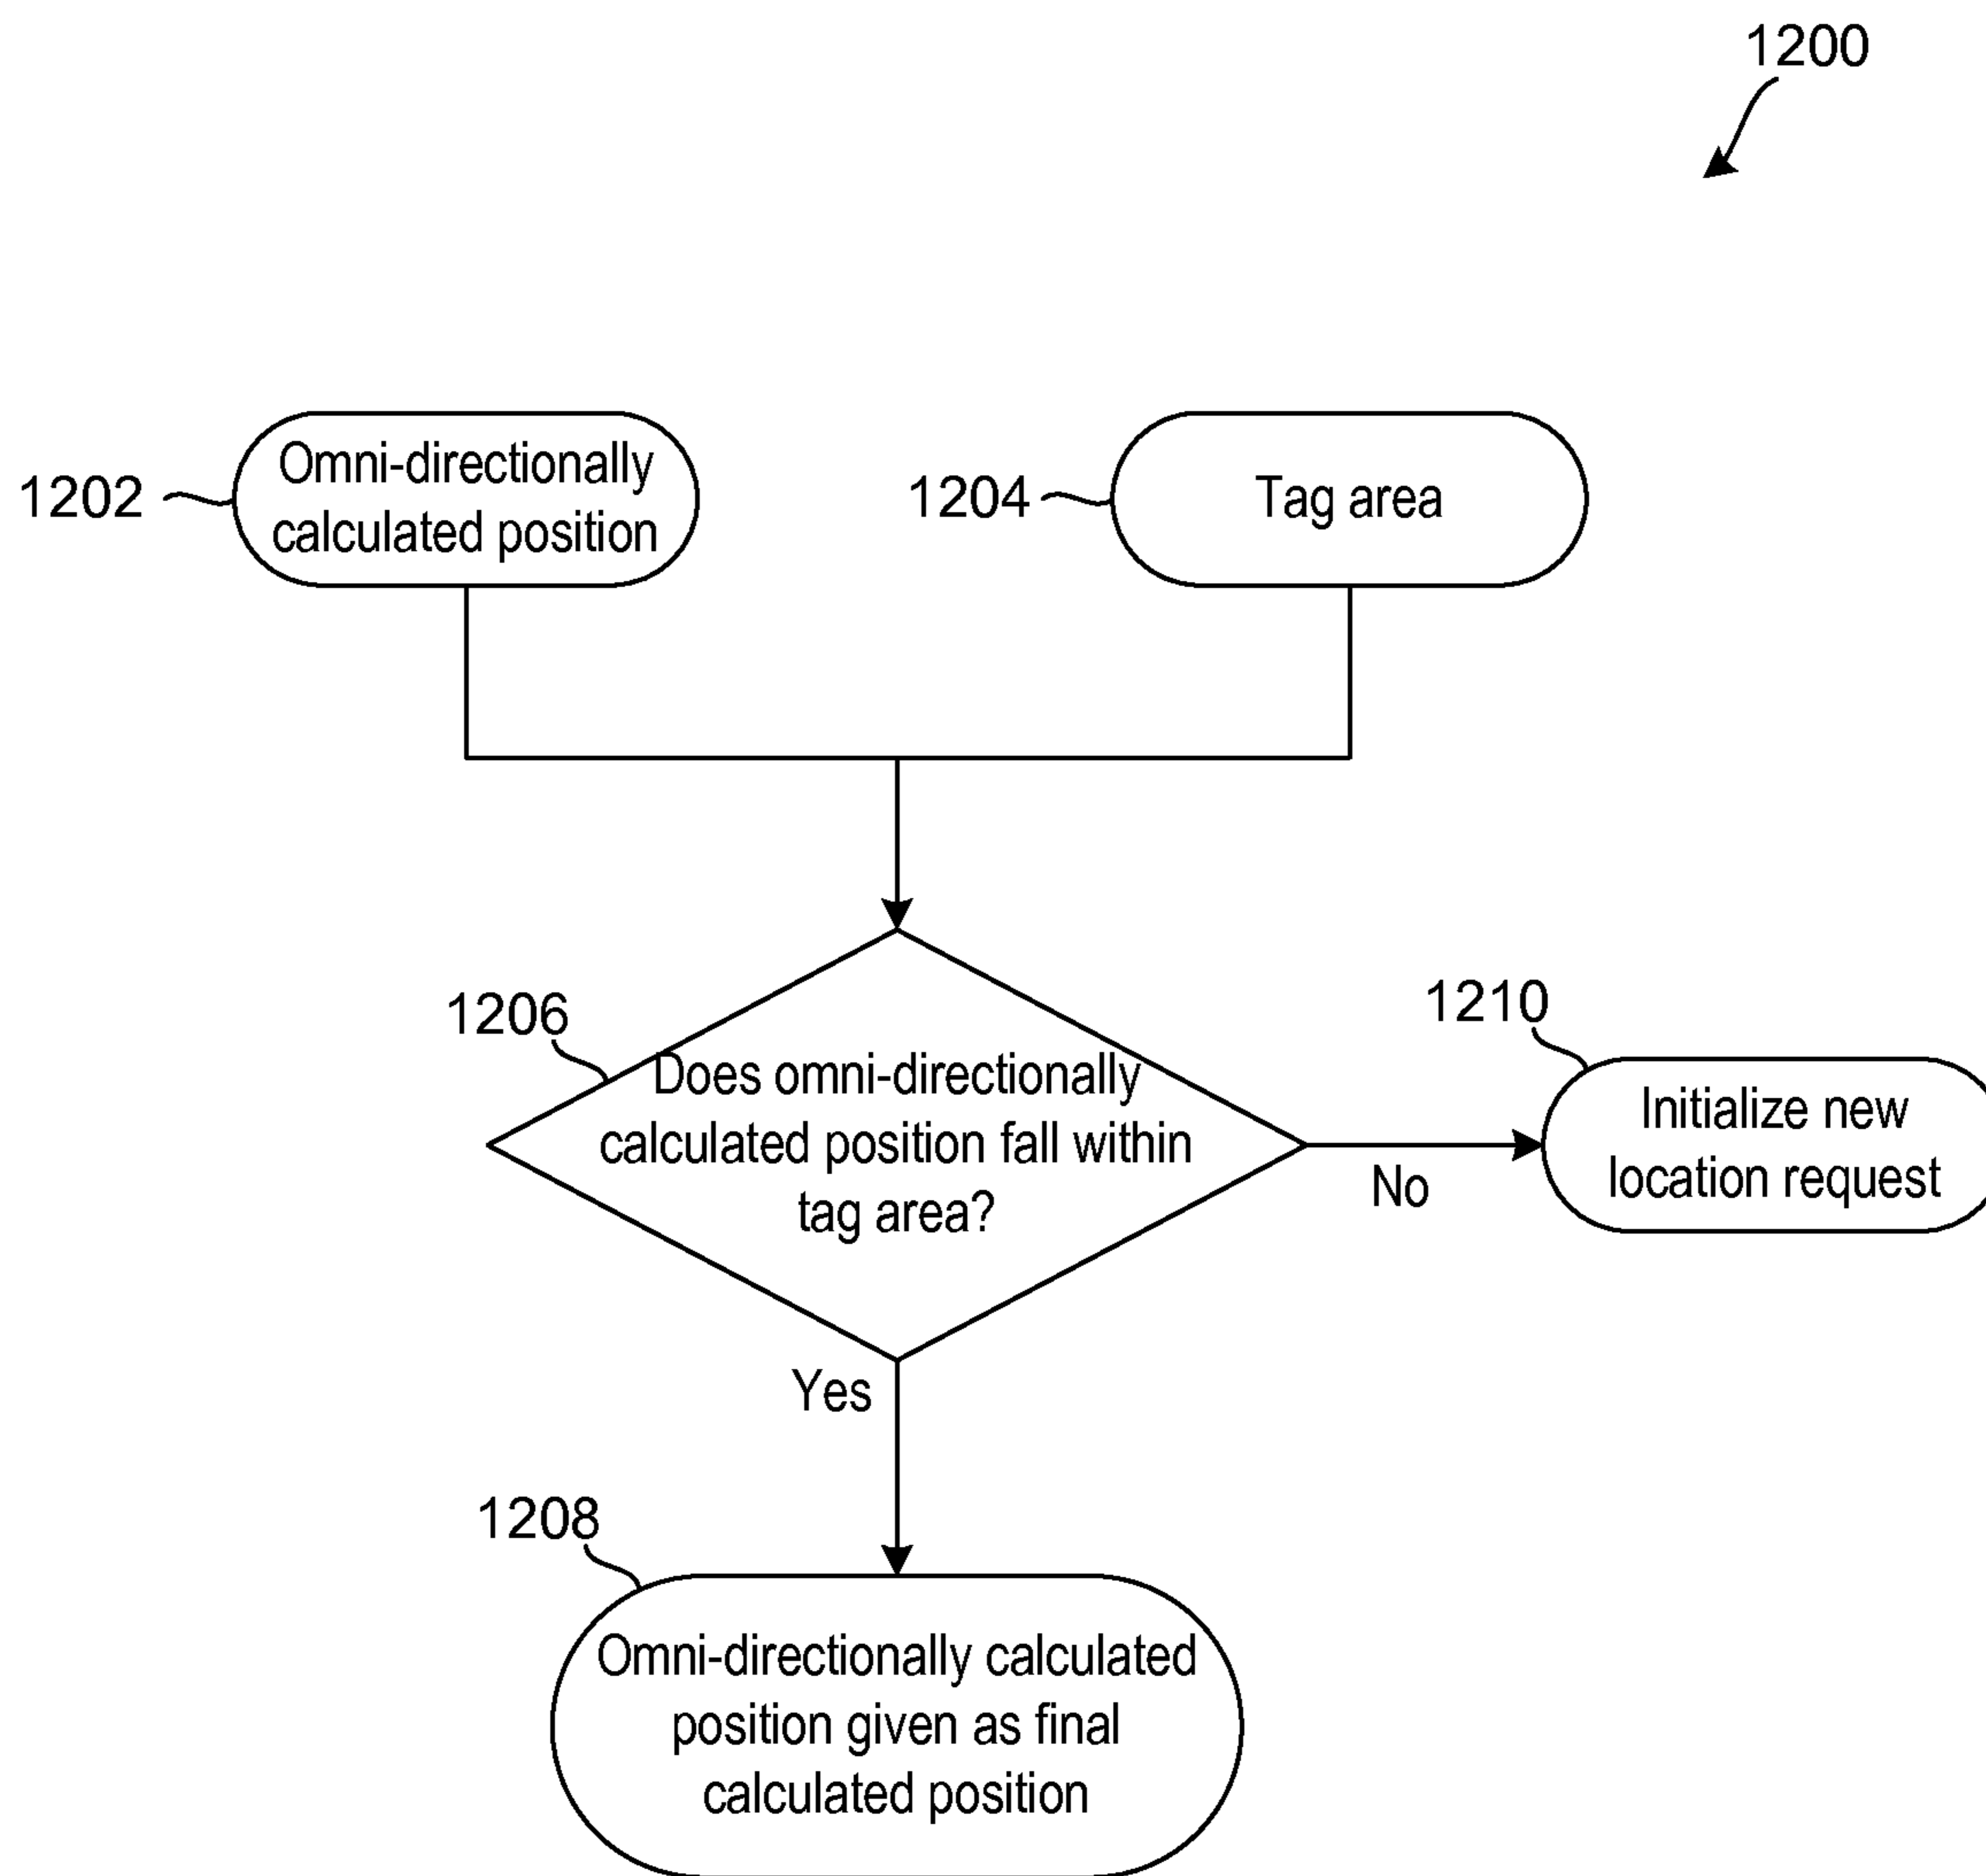 1200
1202
Omni-directionally
calculated position
1204
Tag area
1206
Does omni-directionally
calculated position fall within
tag area?
1210
Initialize new
location request
No
Yes
1208
Omni-directionally calculated
position given as final
calculated position